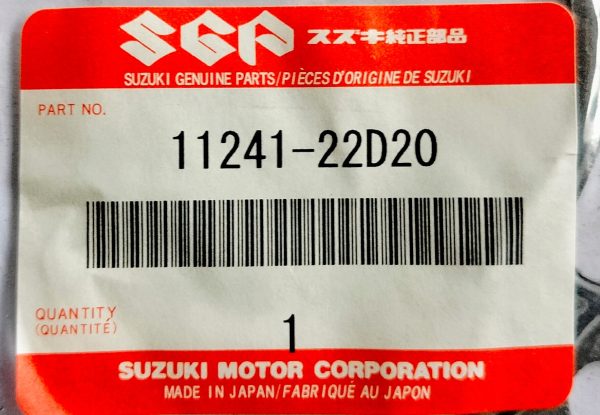 SGP スズキ純正部品
SUZUKI GENUINE PARTS/PIÈCES D'ORIGINE DE SUZUKI
PART NO.
11241-22D20
QUANTITY
(QUANTITÉ)
1
SUZUKI MOTOR CORPORATION
MADE IN JAPAN/FABRIQUÉ AU JAPON